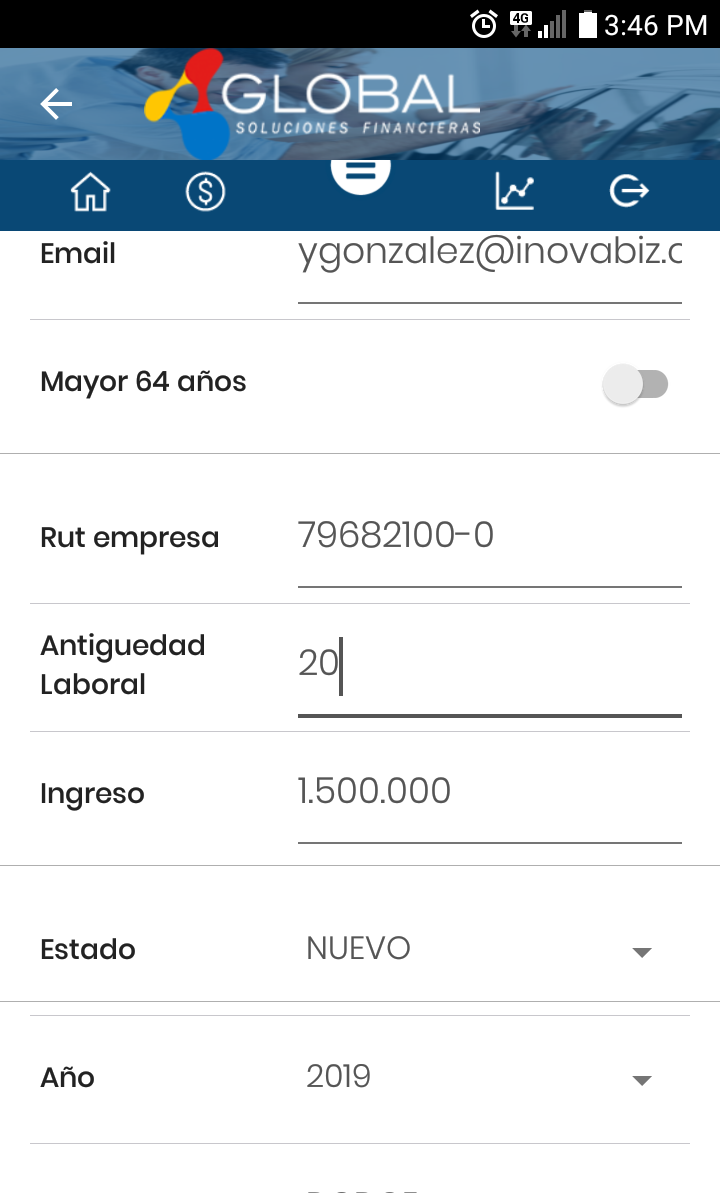 4G 3:46 PM
GLOBAL
SOLUCIONES FINANCIERAS
Email ygonzalez@inovabiz.c
Mayor 64 años
Rut empresa 79682100-0
Antiguedad
Laboral 20
Ingreso 1.500.000
Estado NUEVO
Año 2019